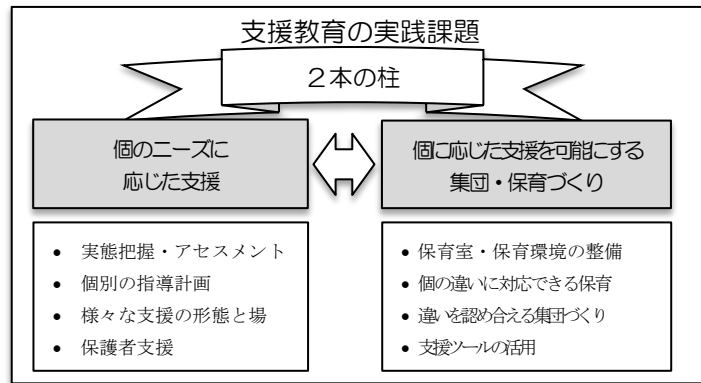 支援教育の実践課題
２本の柱
個のニーズに
応じた支援
個に応じた支援を可能にする
集団・保育づくり
• 実態把握・アセスメント
• 個別の指導計画
• 様々な支援の形態と場
• 保護者支援
• 保育室・保育環境の整備
• 個の違いに対応できる保育
• 違いを認め合える集団づくり
• 支援ツールの活用